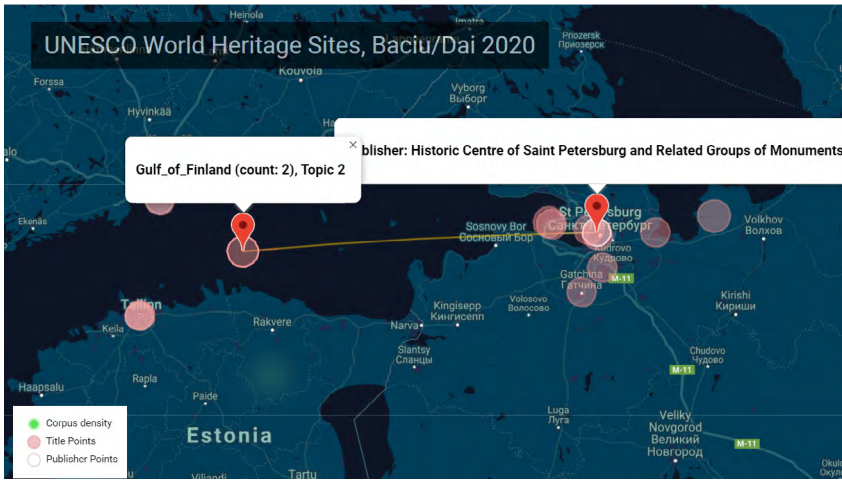 Heinola
Imatra
UNESCO World Heritage Sites, Baciu/Dai 2020
Priozersk
Приозерск
Forssa
Kouvola
Vyborg
Выборг
Hyvinkää
blisher: Historic Centre of Saint Petersburg and Related Groups of Monuments
Gulf_of_Finland (count: 2), Topic 2
Ekenäs
Sosnovy Bor
Сосновый Бор
St Petersburg
Санкт-Петербург
Volkhov
Волхов
Kudrovo
Кудрово
Gatchina
Гатчина
M-11
Tallinn
Keila
Rakvere
Narva
Kingisepp
Кингисепп
Volosovo
Волосово
Kirishi
Кириши
Slantsy
Сланцы
Chudovo
Чудово
M-11
Haapsalu
Rapla
Paide
Luga
Луга
Veliky
Novgorod
Великий
Новгород
M-11
Estonia
Corpus density
Title Points
Publisher Points
Viljandi
Tartu